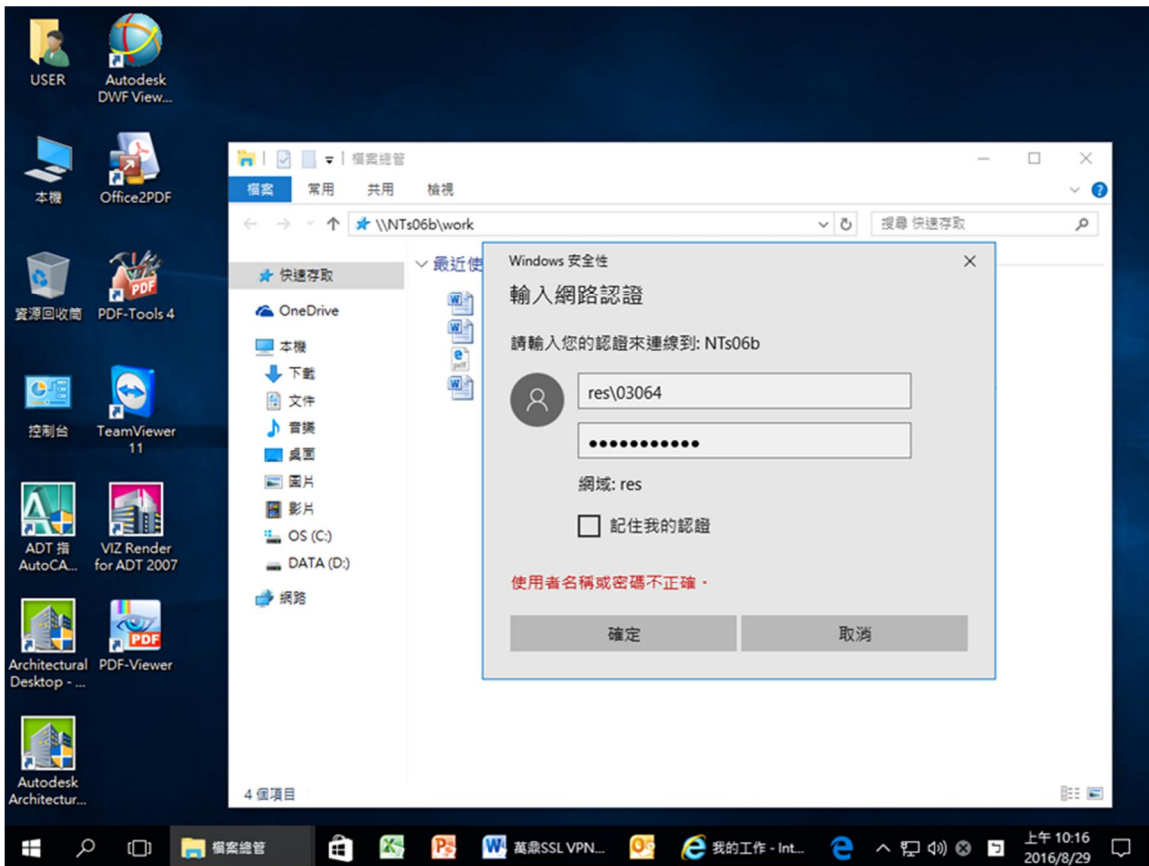 USER
Autodesk
DWF View...
本機
Office2PDF
資源回收筒
PDF-Tools 4
控制台
TeamViewer
11
ADT 指
AutoCA...
VIZ Render
for ADT 2007
Architectural
Desktop - ...
PDF-Viewer
Autodesk
Architectur...
檔案總管
檔案
常用
共用
檢視
\\NTs06b\work
搜尋 快速存取
快速存取
OneDrive
本機
下載
文件
音樂
桌面
圖片
影片
OS (C:)
DATA (D:)
網路
最近使
4 個項目
Windows 安全性
輸入網路認證
請輸入您的認證來連線到: NTs06b
res\03064
●●●●●●●●●●●
網域: res
記住我的認證
使用者名稱或密碼不正確。
確定
取消
檔案總管
萬鼎SSL VPN...
我的工作 - Int...
上午 10:16
2016/8/29